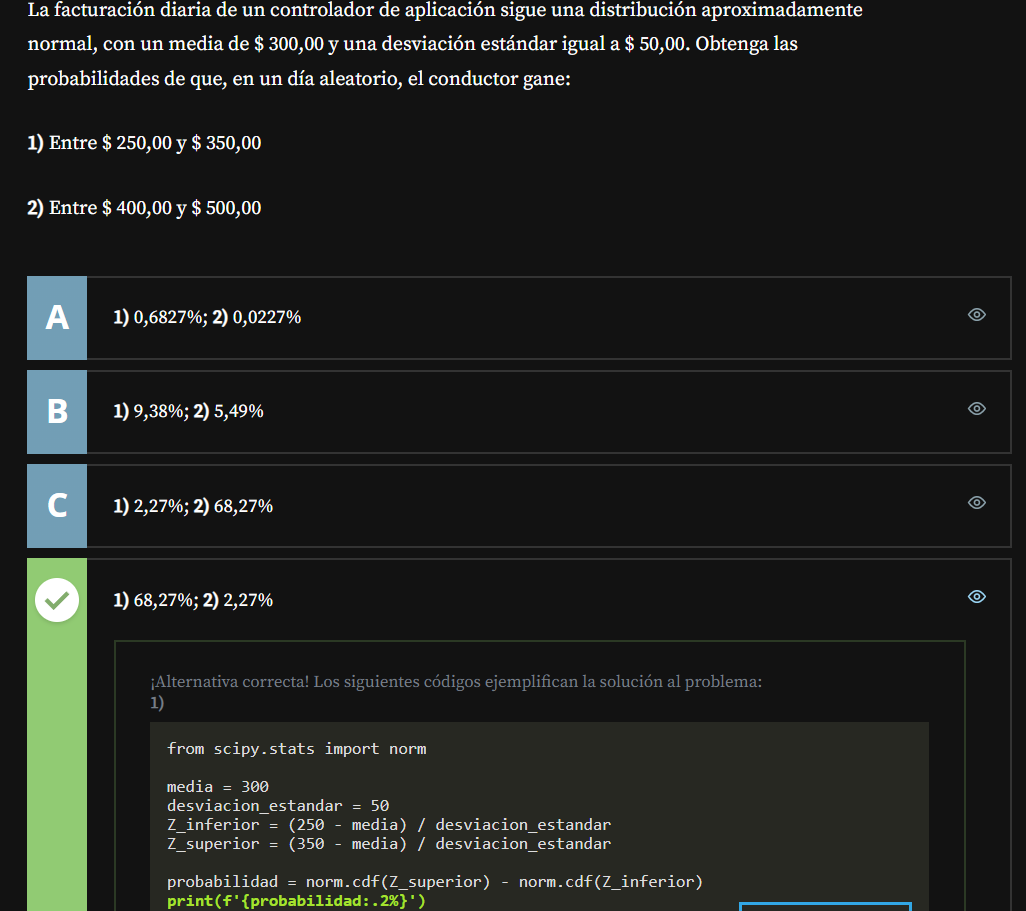 La facturación diaria de un controlador de aplicación sigue una distribución aproximadamente
normal, con un media de $ 300,00 y una desviación estándar igual a $ 50,00. Obtenga las
probabilidades de que, en un día aleatorio, el conductor gane:
1) Entre $ 250,00 y $ 350,00
2) Entre $ 400,00 y $ 500,00
A
1) 0,6827%; 2) 0,0227%
B
1) 9,38%; 2) 5,49%
C
1) 2,27%; 2) 68,27%
1) 68,27%; 2) 2,27%
¡Alternativa correcta! Los siguientes códigos ejemplifican la solución al problema:
1)
from scipy.stats import norm
media = 300
desviacion_estandar = 50
Z_inferior = (250 - media) / desviacion_estandar
Z_superior = (350 - media) / desviacion_estandar
probabilidad = norm.cdf(Z_superior) - norm.cdf(Z_inferior)
print(f'{probabilidad:.2%}')